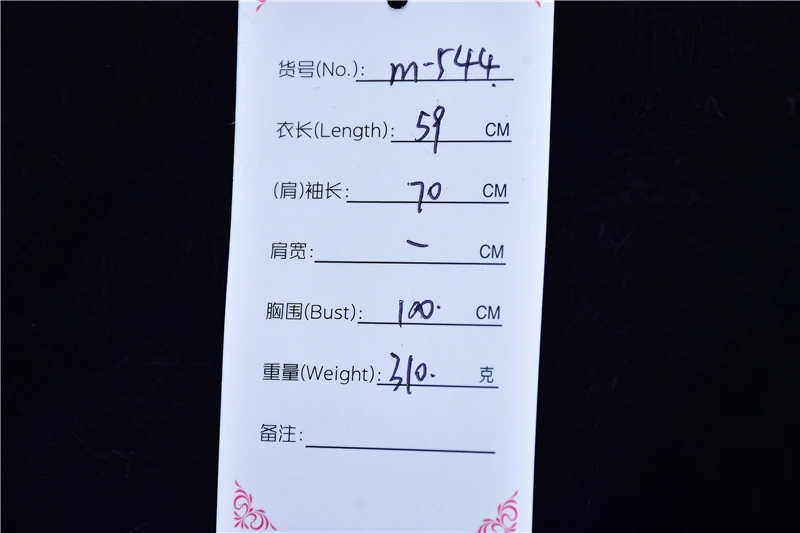 货号(No.): m-544
衣长(Length): 59 CM
(肩)袖长: 70 CM
肩宽: — CM
胸围(Bust): 100. CM
重量(Weight): 310. 克
备注: